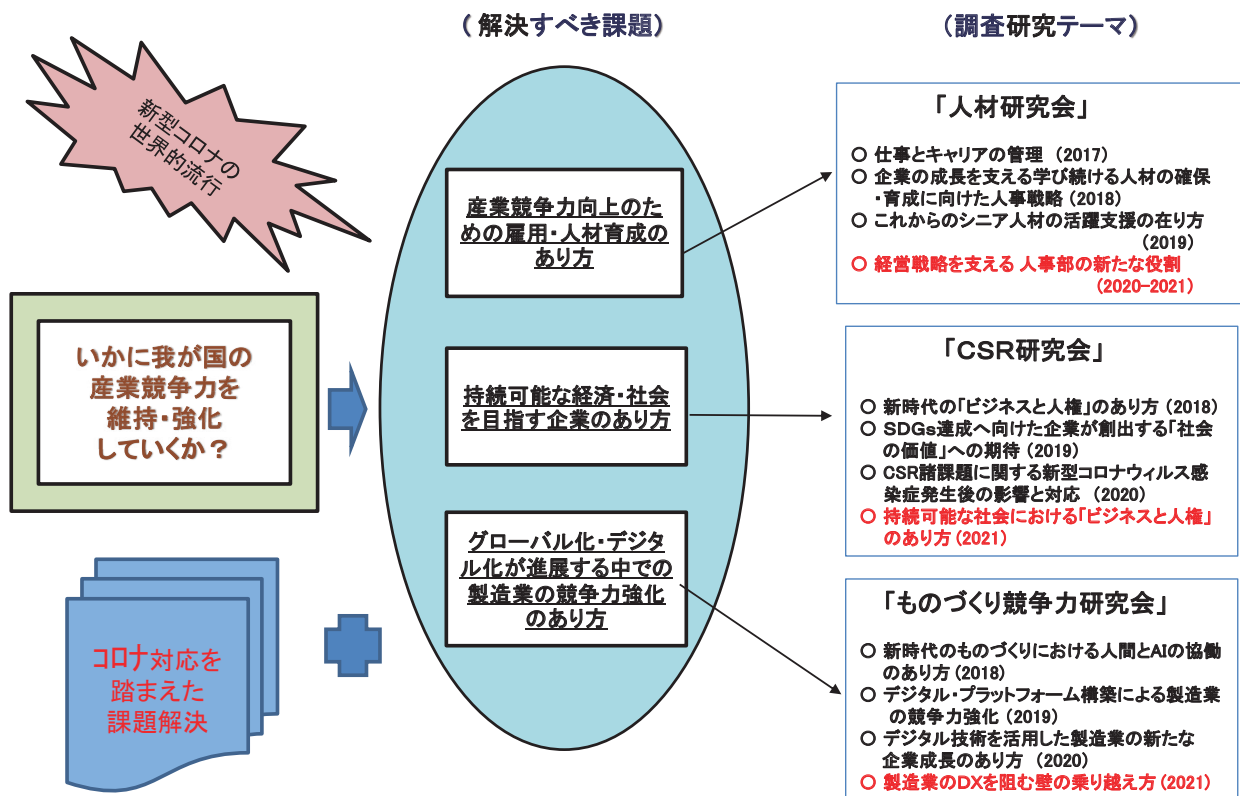 (解決すべき課題)
(調査研究テーマ)
新型コロナの
世界的流行
いかに我が国の
産業競争力を
維持・強化
していくか？
コロナ対応を
踏まえた
課題解決
産業競争力向上のた
めの雇用・人材育成の
あり方
持続可能な経済・社会
を目指す企業のあり方
グローバル化・デジタ
ル化が進展する中での
製造業の競争力強化
のあり方
「人材研究会」
○ 仕事とキャリアの管理 (2017)
○ 企業の成長を支える学び続ける人材の確保
・育成に向けた人事戦略 (2018)
○ これからのシニア人材の活躍支援の在り方
(2019)
○ 経営戦略を支える 人事部の新たな役割
(2020-2021)
「CSR研究会」
○ 新時代の「ビジネスと人権」のあり方 (2018)
○ SDGs達成へ向けた企業が創出する「社会
の価値」への期待 (2019)
○ CSR諸課題に関する新型コロナウィルス感
染症発生後の影響と対応 (2020)
○ 持続可能な社会における「ビジネスと人権」
のあり方 (2021)
「ものづくり競争力研究会」
○ 新時代のものづくりにおける人間とAIの協働
のあり方 (2018)
○ デジタル・プラットフォーム構築による製造業
の競争力強化 (2019)
○ デジタル技術を活用した製造業の新たな
企業成長のあり方 (2020)
○ 製造業のDXを阻む壁の乗り越え方 (2021)